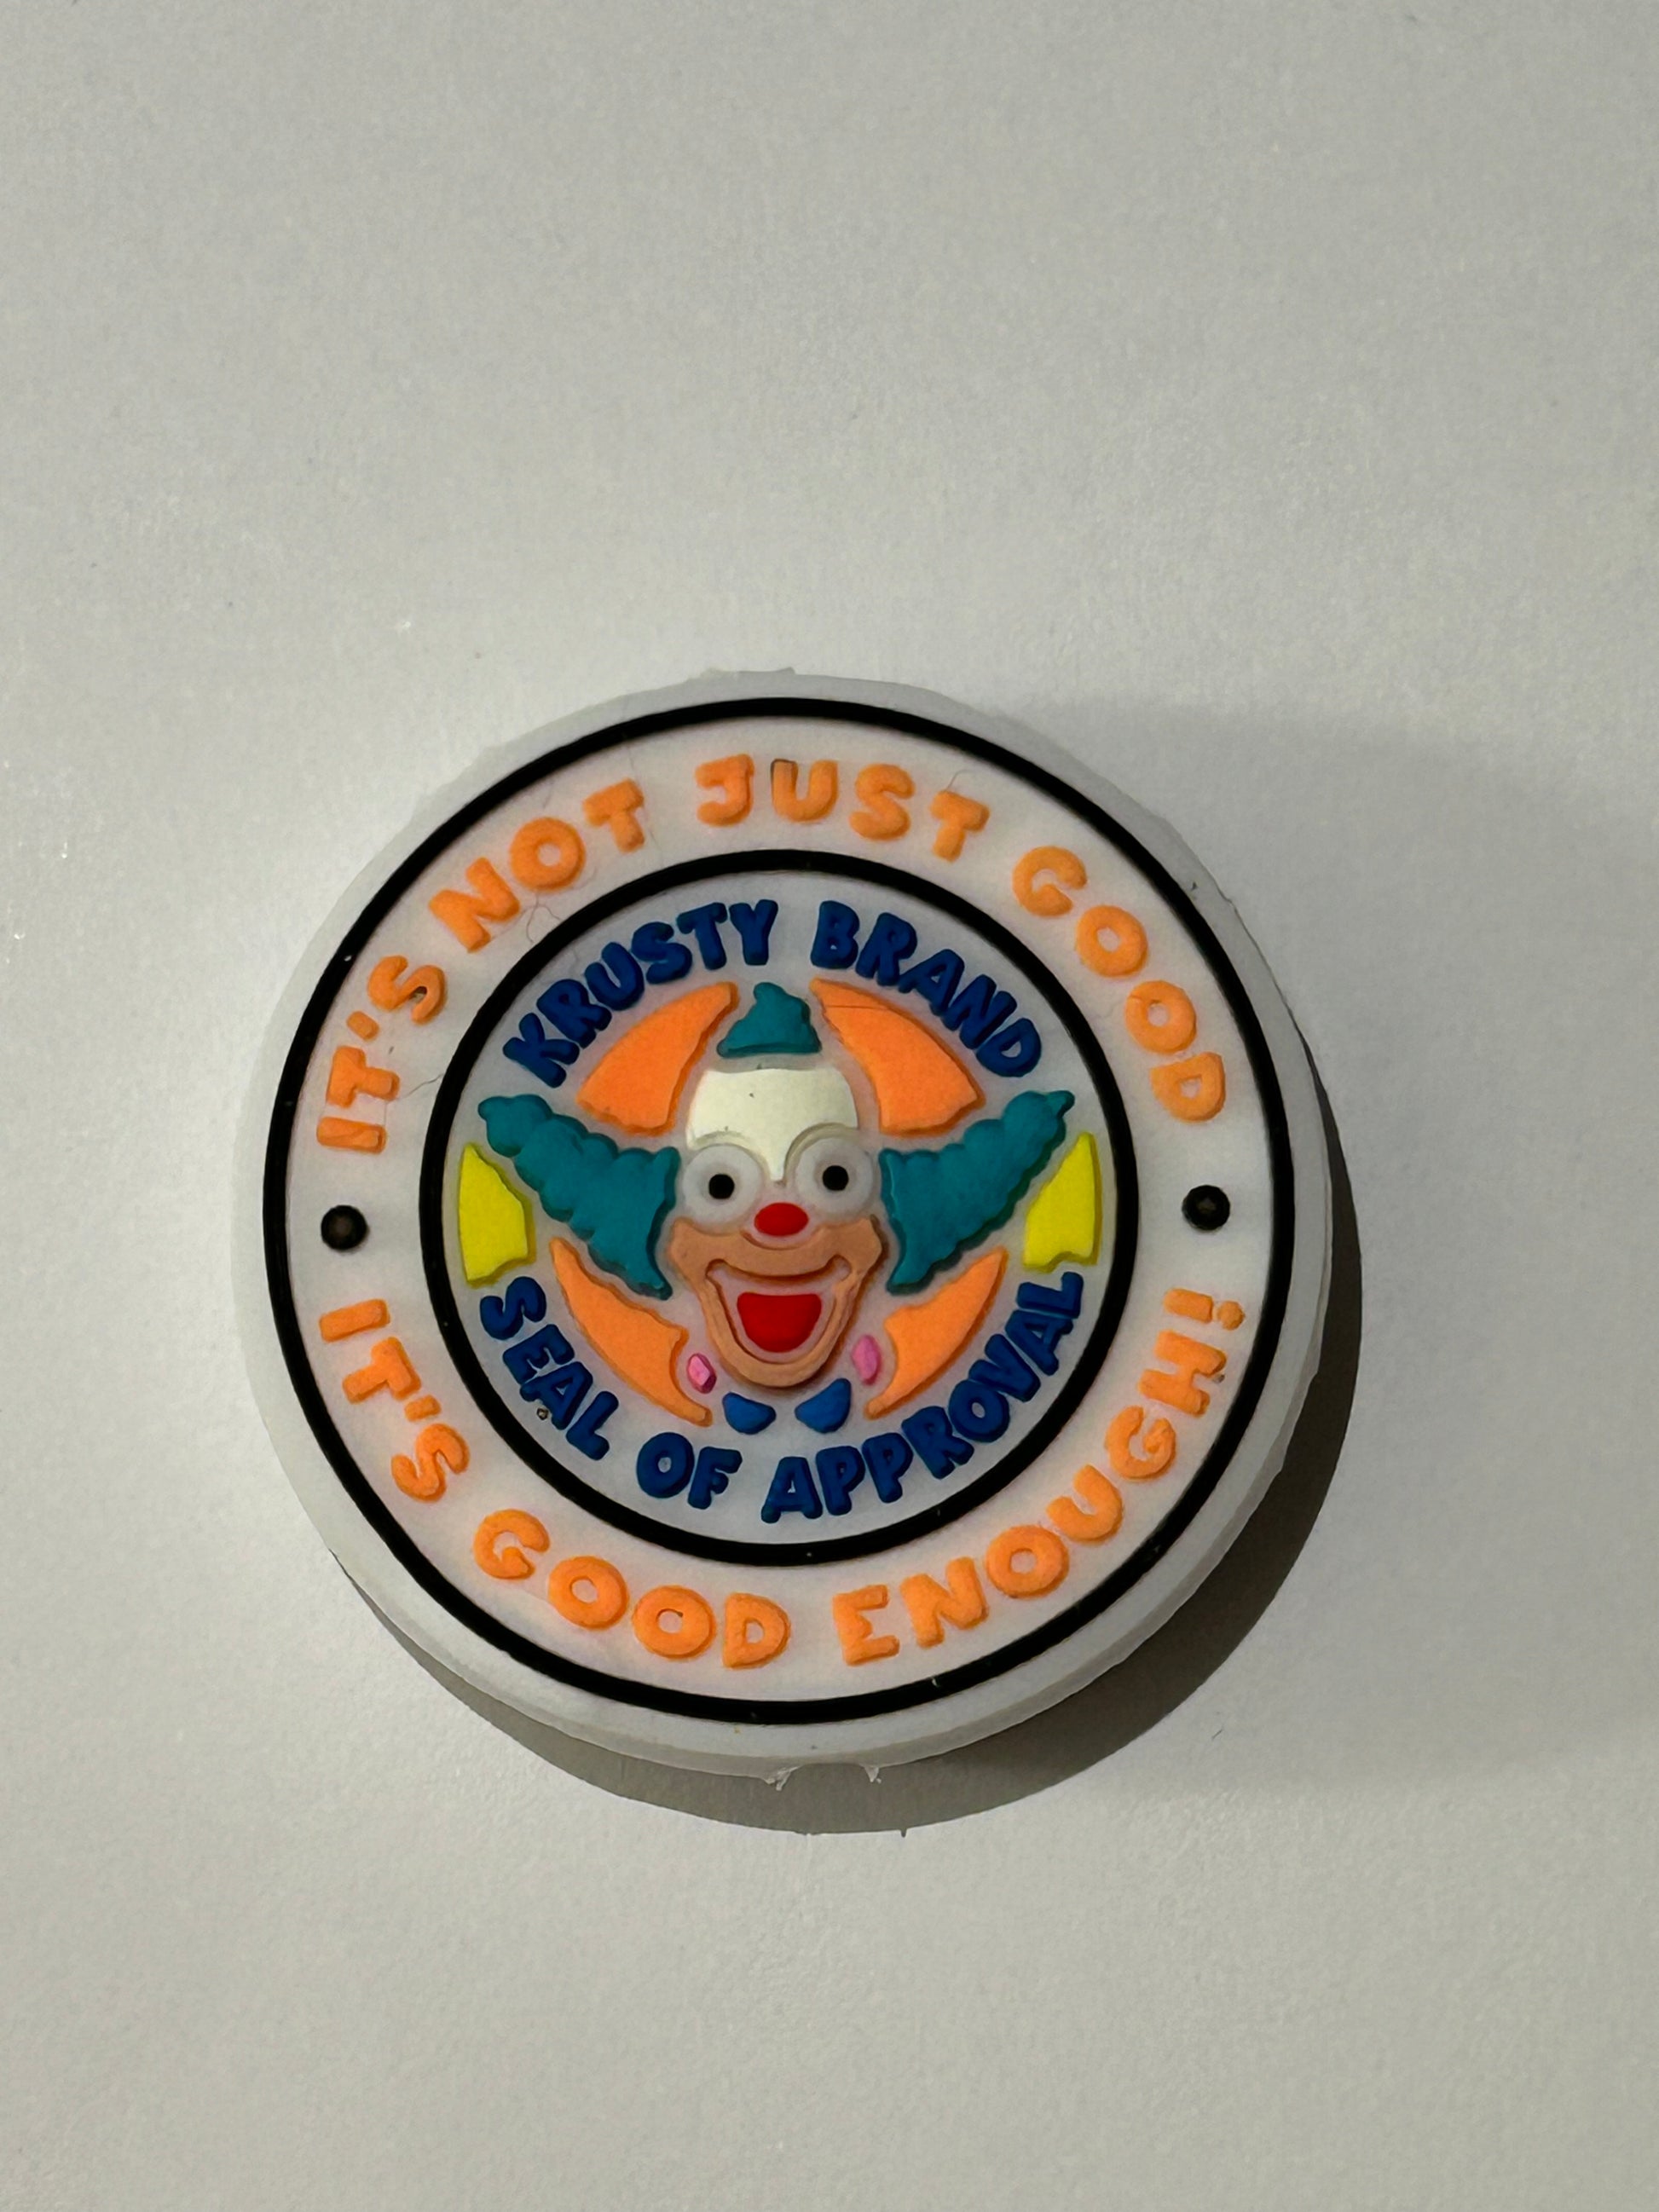 IT'S NOT JUST GOOD
IT'S GOOD ENOUGH!
KRUSTY BRAND
SEAL OF APPROVAL